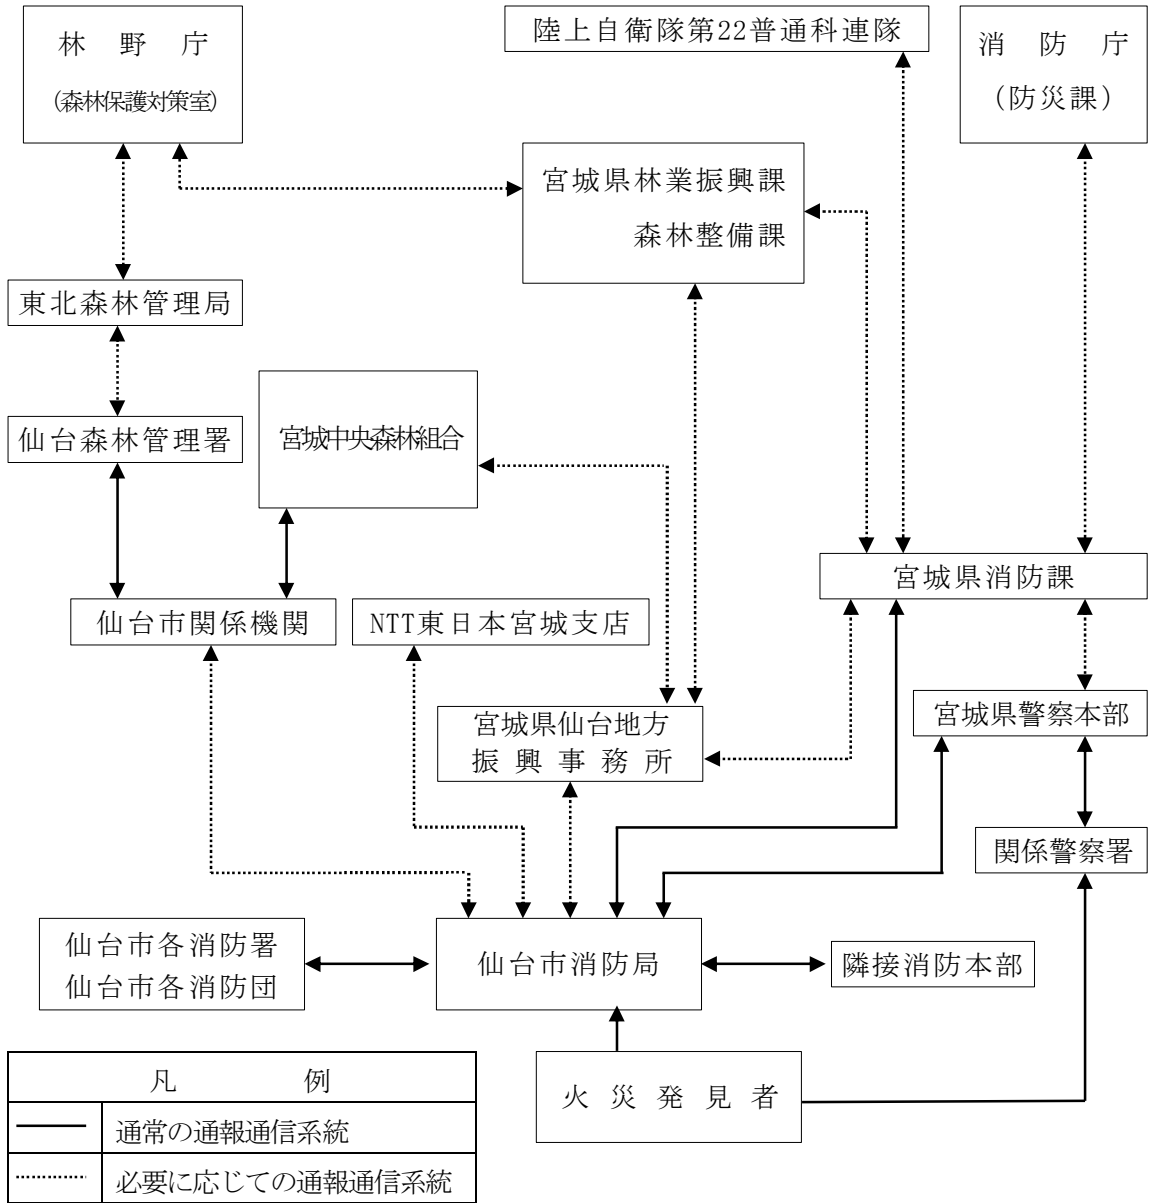 林野庁
(森林保護対策室)
陸上自衛隊第22普通科連隊
消防庁
(防災課)
宮城県林業振興課
森林整備課
東北森林管理局
仙台森林管理署
宮城中央森林組合
宮城県消防課
仙台市関係機関
NTT東日本宮城支店
宮城県仙台地方
振興事務所
宮城県警察本部
関係警察署
仙台市各消防署
仙台市各消防団
仙台市消防局
隣接消防本部
火災発見者
凡例
通常の通報通信系統
必要に応じての通報通信系統